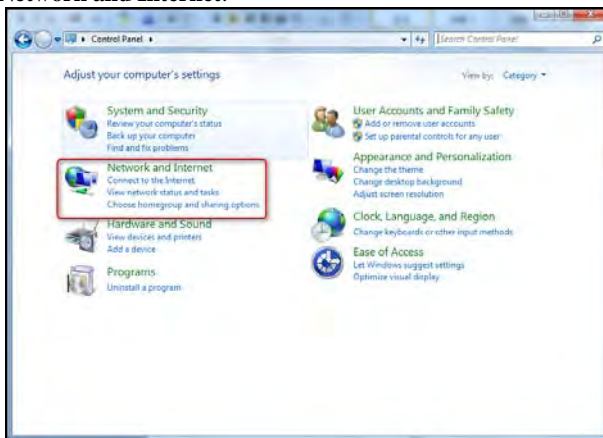 Network and Internet.
Control Panel
Search Control Panel
Adjust your computer's settings
View by: Category
System and Security
Review your computer's status
Back up your computer
Find and fix problems
Network and Internet
Connect to the Internet
View network status and tasks
Choose homegroup and sharing options
Hardware and Sound
View devices and printers
Add a device
Programs
Uninstall a program
User Accounts and Family Safety
Add or remove user accounts
Set up parental controls for any user
Appearance and Personalization
Change the theme
Change desktop background
Adjust screen resolution
Clock, Language, and Region
Change keyboards or other input methods
Ease of Access
Let Windows suggest settings
Optimize visual display